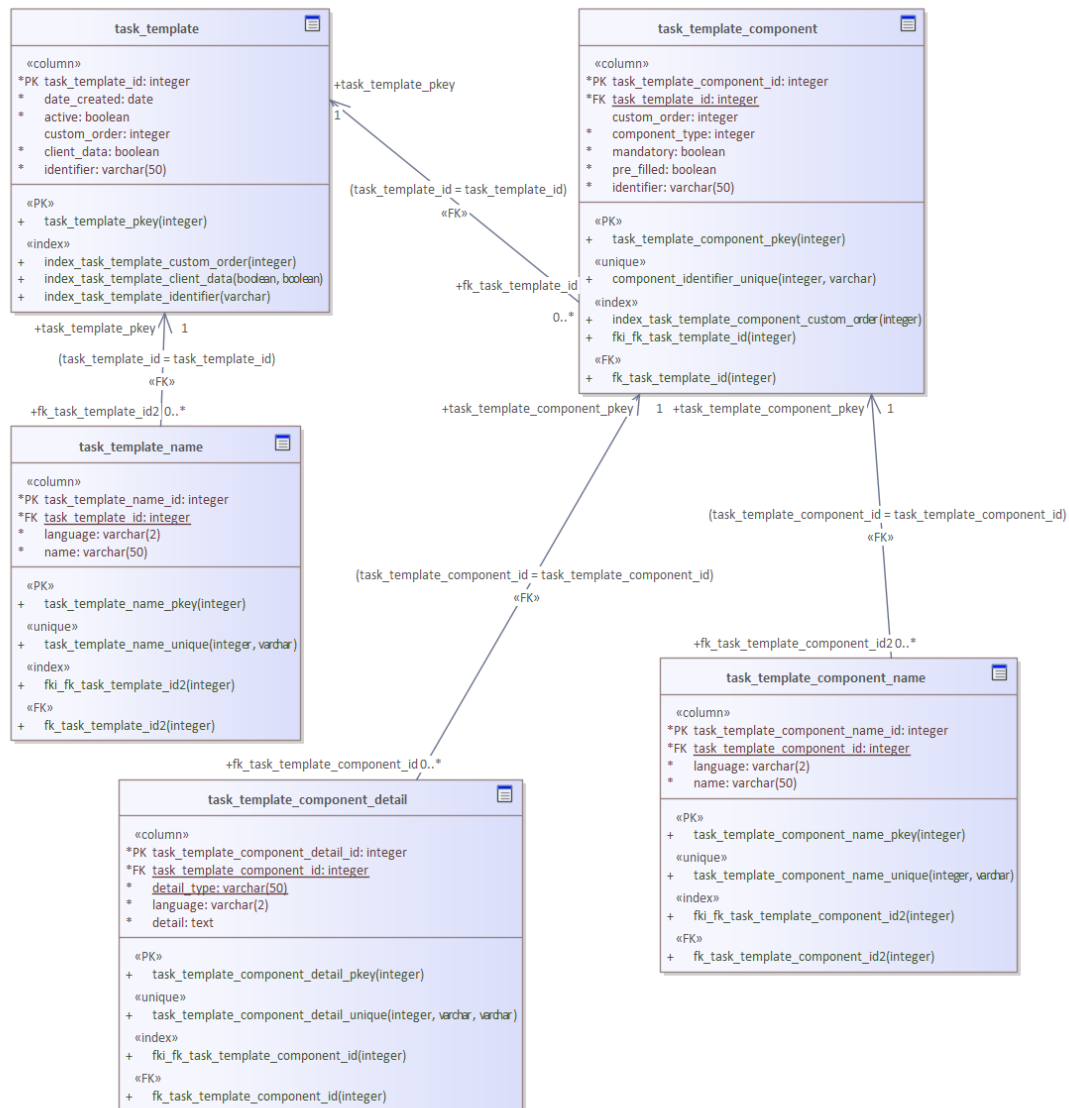 task_template
«column»
*PK task_template_id: integer
* date_created: date
* active: boolean
custom_order: integer
* client_data: boolean
* identifier: varchar(50)
«PK»
+ task_template_pkey(integer)
«index»
+ index_task_template_custom_order(integer)
+ index_task_template_client_data(boolean, boolean)
+ index_task_template_identifier(varchar)
+task_template_pkey
1
(task_template_id = task_template_id)
«FK»
+fk_task_template_id
0..*
task_template_component
«column»
*PK task_template_component_id: integer
*FK task_template_id: integer
custom_order: integer
* component_type: integer
* mandatory: boolean
* pre_filled: boolean
* identifier: varchar(50)
«PK»
+ task_template_component_pkey(integer)
«unique»
+ component_identifier_unique(integer, varchar)
«index»
+ index_task_template_component_custom_order(integer)
+ fki_fk_task_template_id(integer)
«FK»
+ fk_task_template_id(integer)
+task_template_pkey 1
(task_template_id = task_template_id)
«FK»
+fk_task_template_id2 0..*
task_template_name
«column»
*PK task_template_name_id: integer
*FK task_template_id: integer
* language: varchar(2)
* name: varchar(50)
«PK»
+ task_template_name_pkey(integer)
«unique»
+ task_template_name_unique(integer, varchar)
«index»
+ fki_fk_task_template_id2(integer)
«FK»
+ fk_task_template_id2(integer)
+task_template_component_pkey 1
(task_template_component_id = task_template_component_id)
«FK»
+fk_task_template_component_id 0..*
+task_template_component_pkey 1
(task_template_component_id = task_template_component_id)
«FK»
+fk_task_template_component_id2 0..*
task_template_component_name
«column»
*PK task_template_component_name_id: integer
*FK task_template_component_id: integer
* language: varchar(2)
* name: varchar(50)
«PK»
+ task_template_component_name_pkey(integer)
«unique»
+ task_template_component_name_unique(integer, varchar)
«index»
+ fki_fk_task_template_component_id2(integer)
«FK»
+ fk_task_template_component_id2(integer)
task_template_component_detail
«column»
*PK task_template_component_detail_id: integer
*FK task_template_component_id: integer
* detail_type: varchar(50)
* language: varchar(2)
* detail: text
«PK»
+ task_template_component_detail_pkey(integer)
«unique»
+ task_template_component_detail_unique(integer, varchar, varchar)
«index»
+ fki_fk_task_template_component_id(integer)
«FK»
+ fk_task_template_component_id(integer)